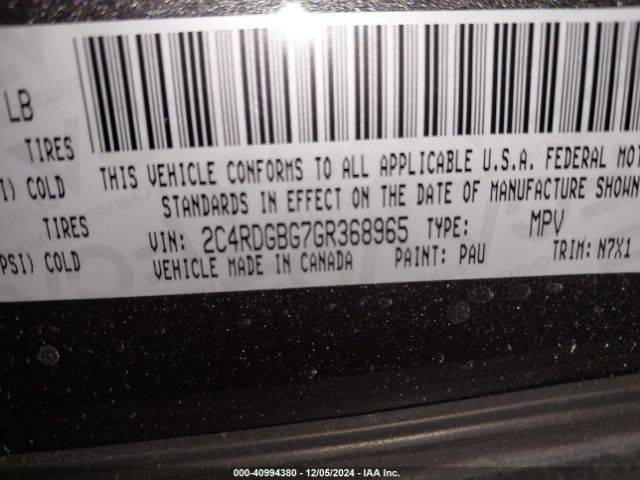 LB
TIRES
I) COLD
TIRES
PSI) COLD
THIS VEHICLE CONFORMS TO ALL APPLICABLE U.S.A. FEDERAL MOT
STANDARDS IN EFFECT ON THE DATE OF MANUFACTURE SHOWN
VIN: 2C4RDGBG7GR368965 TYPE: MPV
VEHICLE MADE IN CANADA PAINT: PAU TRIM: N7X1
000-40994380 - 12/05/2024 - IAA Inc.